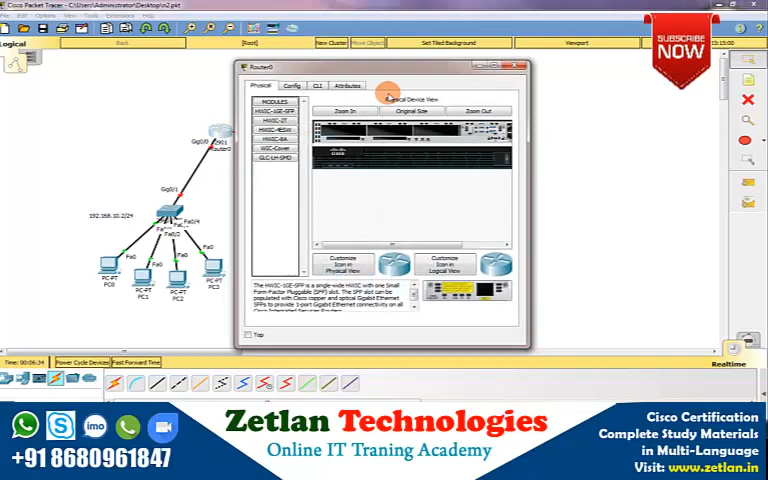 Cisco Packet Tracer - C:\Users\Administrator\Desktop\n2.pkt
File Edit Options View Tools Extensions Help
Logical
Back
[Root]
New Cluster
Move Object
Set Tiled Background
Viewport
03:15:00
SUBSCRIBE
NOW
Router0
Physical
Config
CLI
Attributes
MODULES
HWIC-1GE-SFP
HWIC-2T
HWIC-4ESW
HWIC-8A
WIC-Cover
GLC-LH-SMD
Physical Device View
Zoom In
Original Size
Zoom Out
Customize
Icon in
Physical View
Customize
Icon in
Logical View
The HWIC-1GE-SFP is a single-wide HWIC with one Small
Form-Factor Pluggable (SFP) slot. The SFP slot can be
populated with Cisco copper and optical Gigabit Ethernet
SFPs to provide 1-port Gigabit Ethernet connectivity on all
Top
Gig0/0
2901
Router0
Gig0/1
192.168.10.2/24
Fa0/4
Fa0/2
Fa0
Fa0
PC-PT
PC0
PC-PT
PC1
PC-PT
PC2
PC-PT
PC3
Time: 00:06:34
Power Cycle Devices
Fast Forward Time
Realtime
imo
+91 8680961847
Zetlan Technologies
Online IT Traning Academy
Cisco Certification
Complete Study Materials
in Multi-Language
Visit: www.zetlan.in